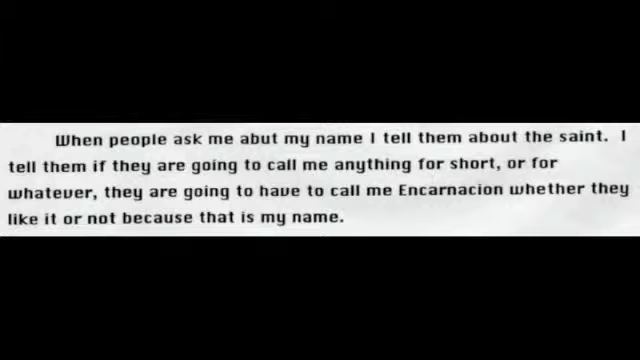 When people ask me abut my name I tell them about the saint. I
tell them if they are going to call me anything for short, or for
whatever, they are going to have to call me Encarnacion whether they
like it or not because that is my name.